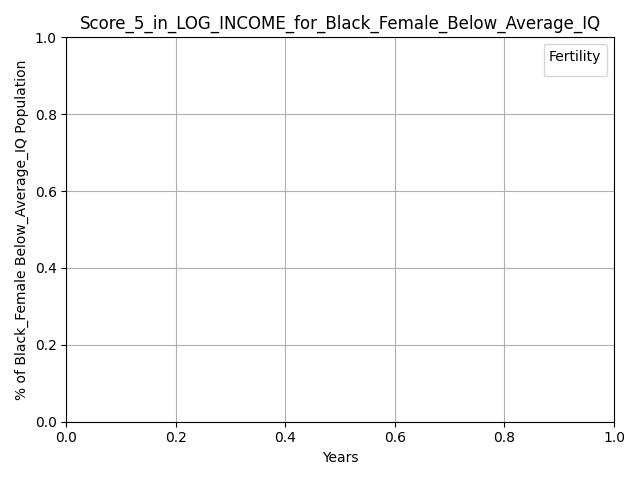 Score_5_in_LOG_INCOME_for_Black_Female_Below_Average_IQ
Fertility
% of Black_Female Below_Average_IQ Population
1.0
0.8
0.6
0.4
0.2
0.0
0.0 0.2 0.4 0.6 0.8 1.0
Years